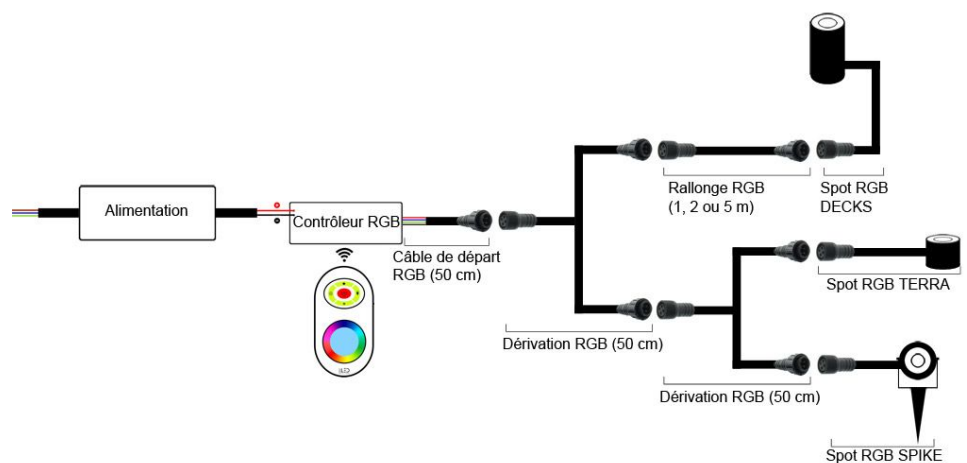 Alimentation
Contrôleur RGB
Câble de départ
RGB (50 cm)
Rallonge RGB
(1, 2 ou 5 m)
Spot RGB
DECKS
Dérivation RGB (50 cm)
Spot RGB TERRA
Dérivation RGB (50 cm)
Spot RGB SPIKE